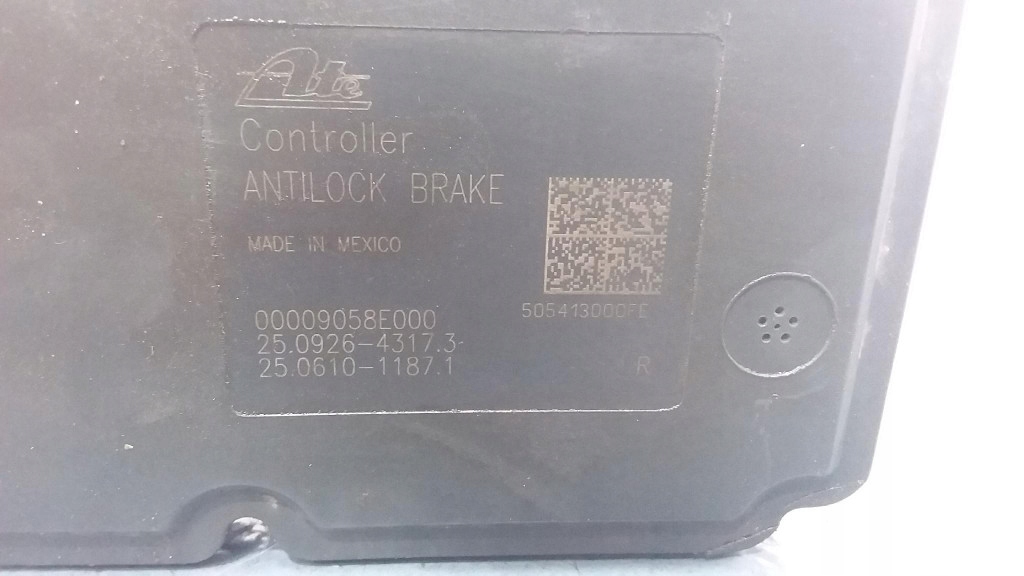 Ate
Controller
ANTILOCK BRAKE
MADE IN MEXICO
505413000FE
00009058E000
25.0926-4317.3-
25.0610-1187.1
R